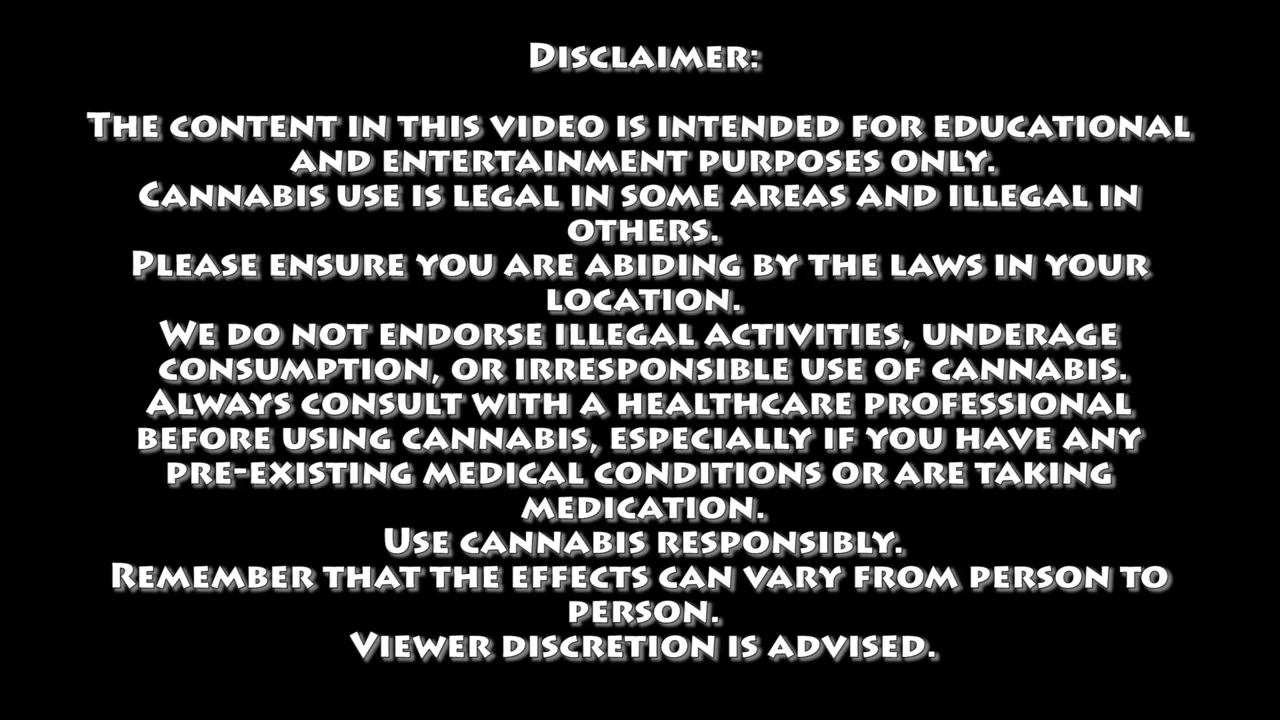 Disclaimer:
The content in this video is intended for educational
and entertainment purposes only.
Cannabis use is legal in some areas and illegal in
others.
Please ensure you are abiding by the laws in your
location.
We do not endorse illegal activities, underage
consumption, or irresponsible use of cannabis.
Always consult with a healthcare professional
before using cannabis, especially if you have any
pre-existing medical conditions or are taking
medication.
Use cannabis responsibly.
Remember that the effects can vary from person to
person.
Viewer discretion is advised.